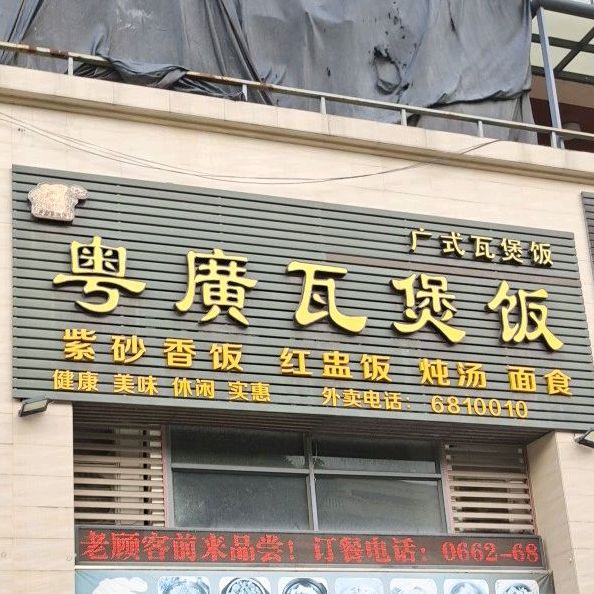 广式瓦煲饭
粤廣瓦煲饭
紫砂香饭 红盅饭 炖汤 面食
健康 美味 休闲 实惠 外卖电话：6810010
老顾客前来品尝！订餐电话：0662-68